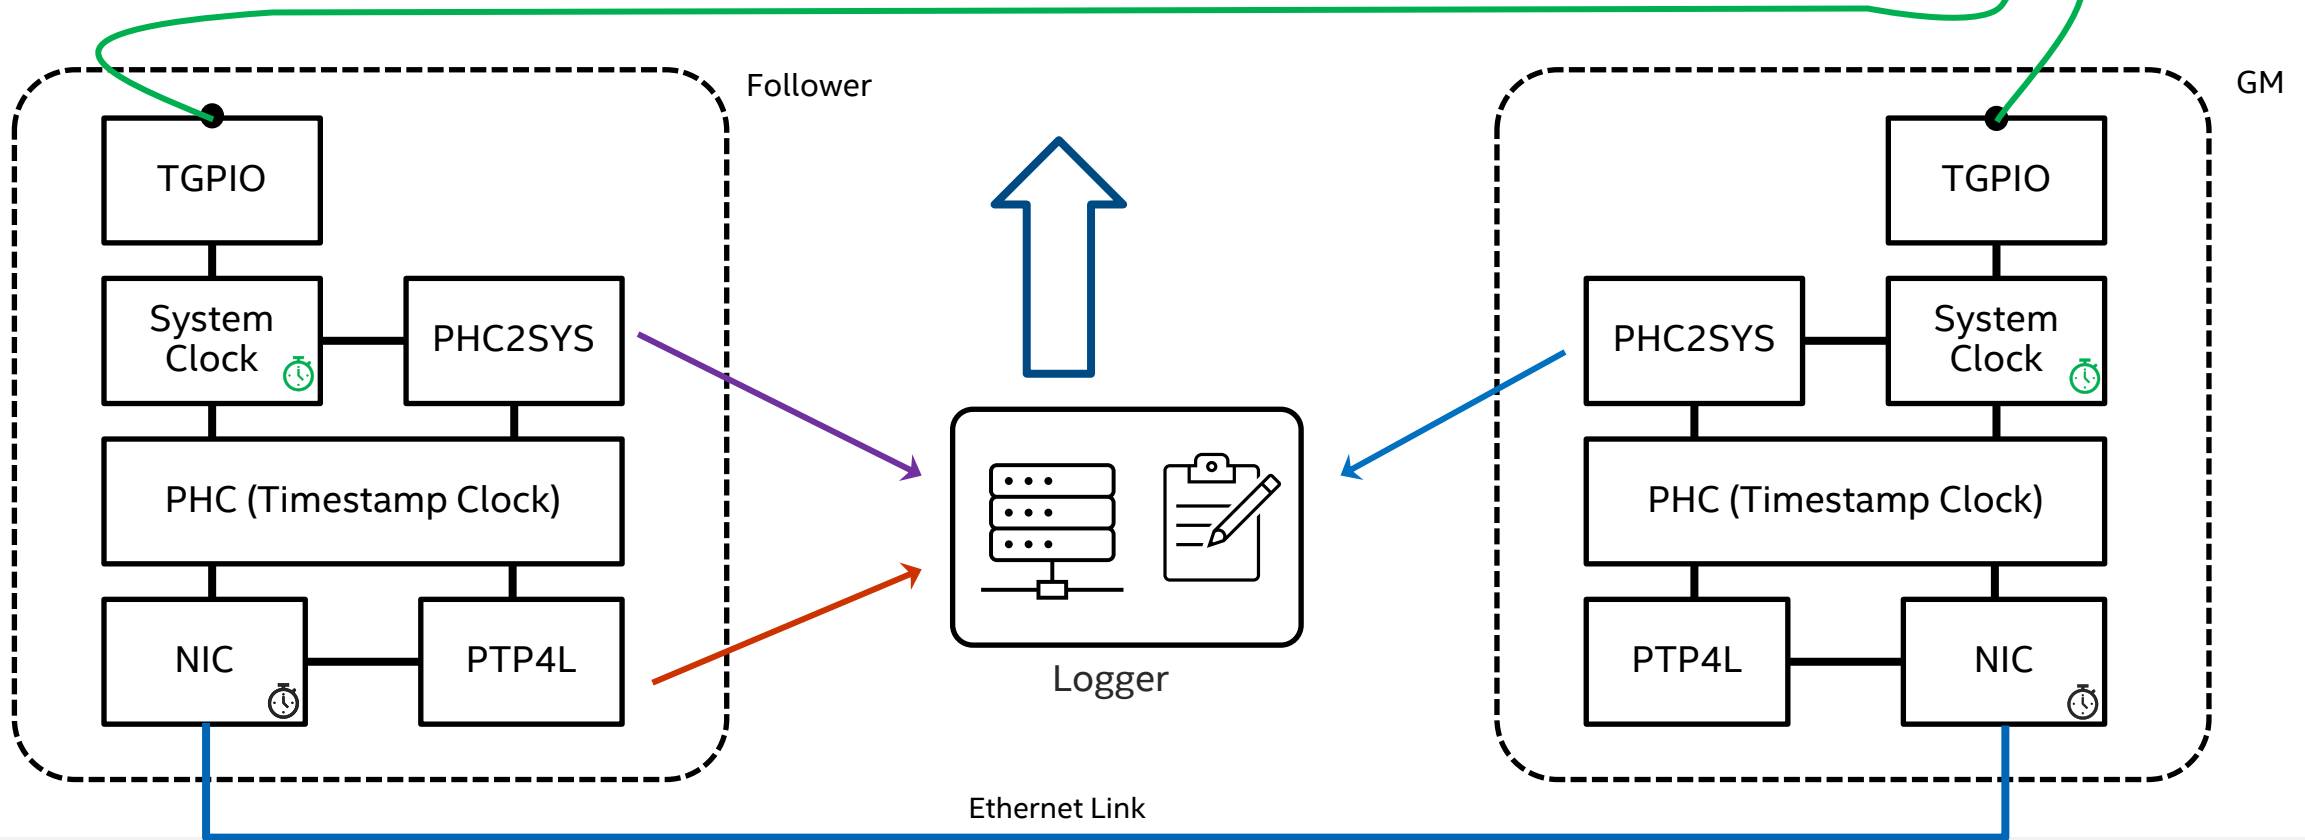 Follower
GM
TGPIO
TGPIO
System
Clock
PHC2SYS
PHC2SYS
System
Clock
PHC (Timestamp Clock)
PHC (Timestamp Clock)
NIC
PTP4L
Logger
PTP4L
NIC
Ethernet Link